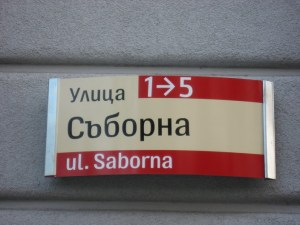 Улица 1→5
Съборна
ul. Saborna